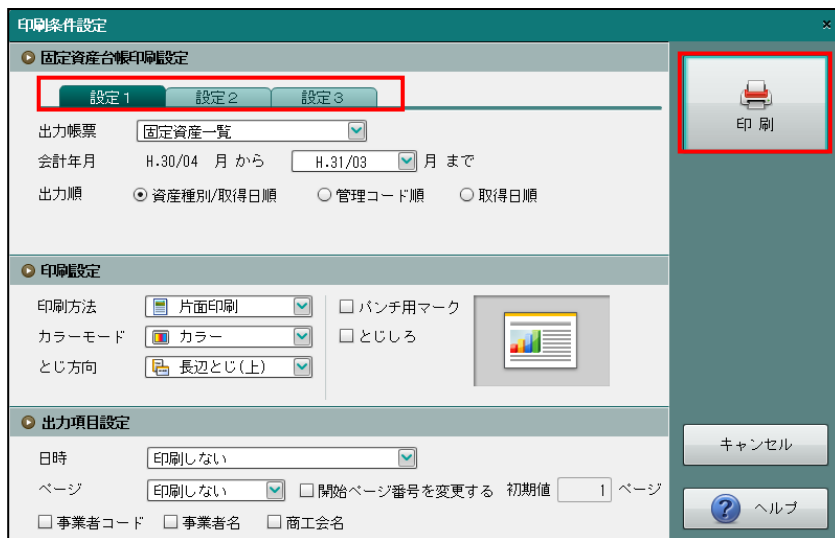 印刷条件設定 ×
固定資産台帳印刷設定
設定1 設定2 設定3
出力帳票 固定資産一覧
会計年月 H.30/04 月 から H.31/03 月 まで
出力順 資産種別/取得日順 管理コード順 取得日順
印刷
印刷設定
印刷方法 片面印刷 パンチ用マーク
カラーモード カラー とじしろ
とじ方向 長辺とじ(上)
出力項目設定
日時 印刷しない
ページ 印刷しない 開始ページ番号を変更する 初期値 1 ページ
事業者コード 事業者名 商工会名
キャンセル
? ヘルプ